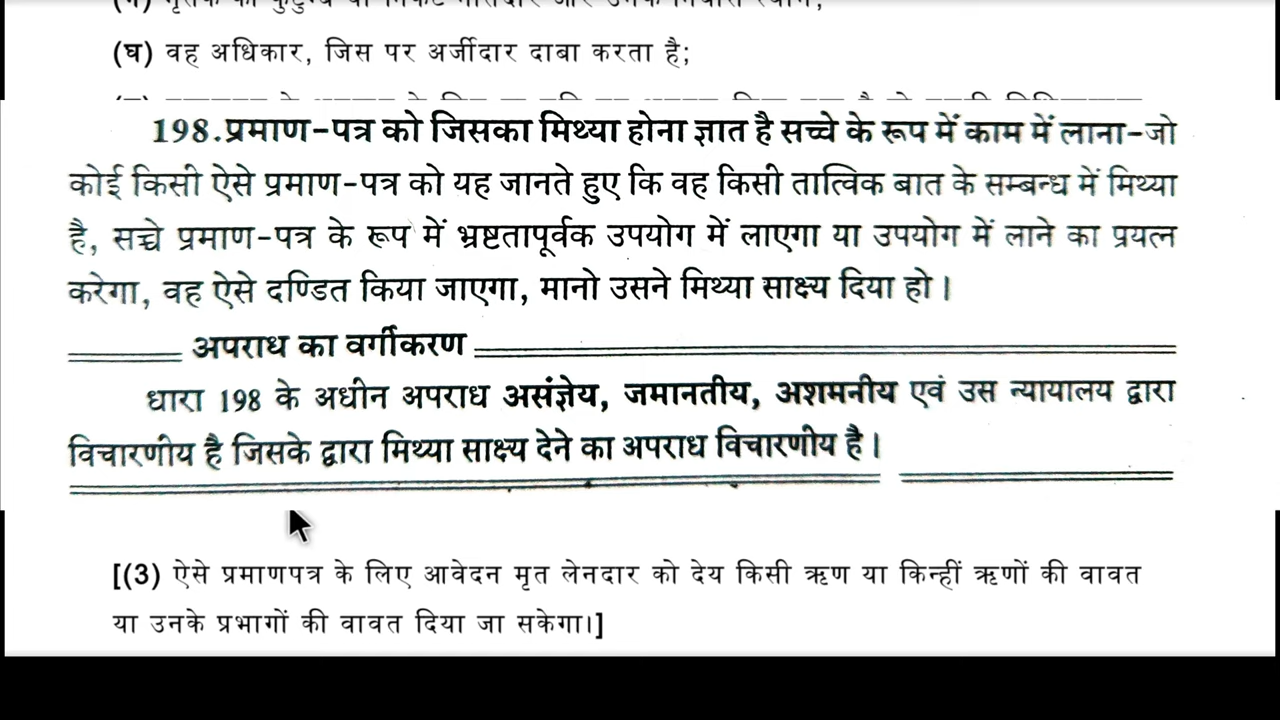 (घ) वह अधिकार, जिस पर अर्जीदार दाबा करता है;
198.प्रमाण-पत्र को जिसका मिथ्या होना ज्ञात है सच्चे के रूप में काम में लाना-जो
कोई किसी ऐसे प्रमाण-पत्र को यह जानते हुए कि वह किसी तात्विक बात के सम्बन्ध में मिथ्या
है, सच्चे प्रमाण-पत्र के रूप में भ्रष्टतापूर्वक उपयोग में लाएगा या उपयोग में लाने का प्रयत्न
करेगा, वह ऐसे दण्डित किया जाएगा, मानो उसने मिथ्या साक्ष्य दिया हो।
अपराध का वर्गीकरण
धारा 198 के अधीन अपराध असंज्ञेय, जमानतीय, अशमनीय एवं उस न्यायालय द्वारा
विचारणीय है जिसके द्वारा मिथ्या साक्ष्य देने का अपराध विचारणीय है।
[(3) ऐसे प्रमाणपत्र के लिए आवेदन मृत लेनदार को देय किसी ऋण या किन्हीं ऋणों की वावत
या उनके प्रभागों की वावत दिया जा सकेगा।]